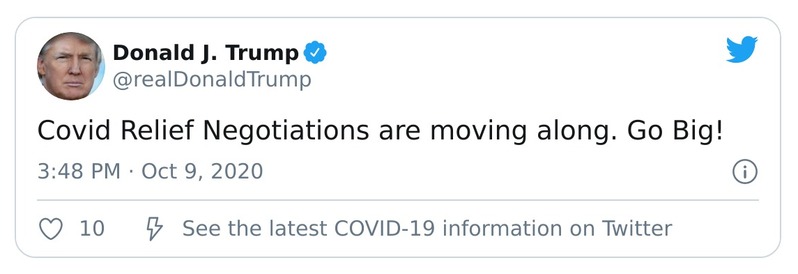 Donald J. Trump
@realDonaldTrump
Covid Relief Negotiations are moving along. Go Big!
3:48 PM · Oct 9, 2020
10 See the latest COVID-19 information on Twitter